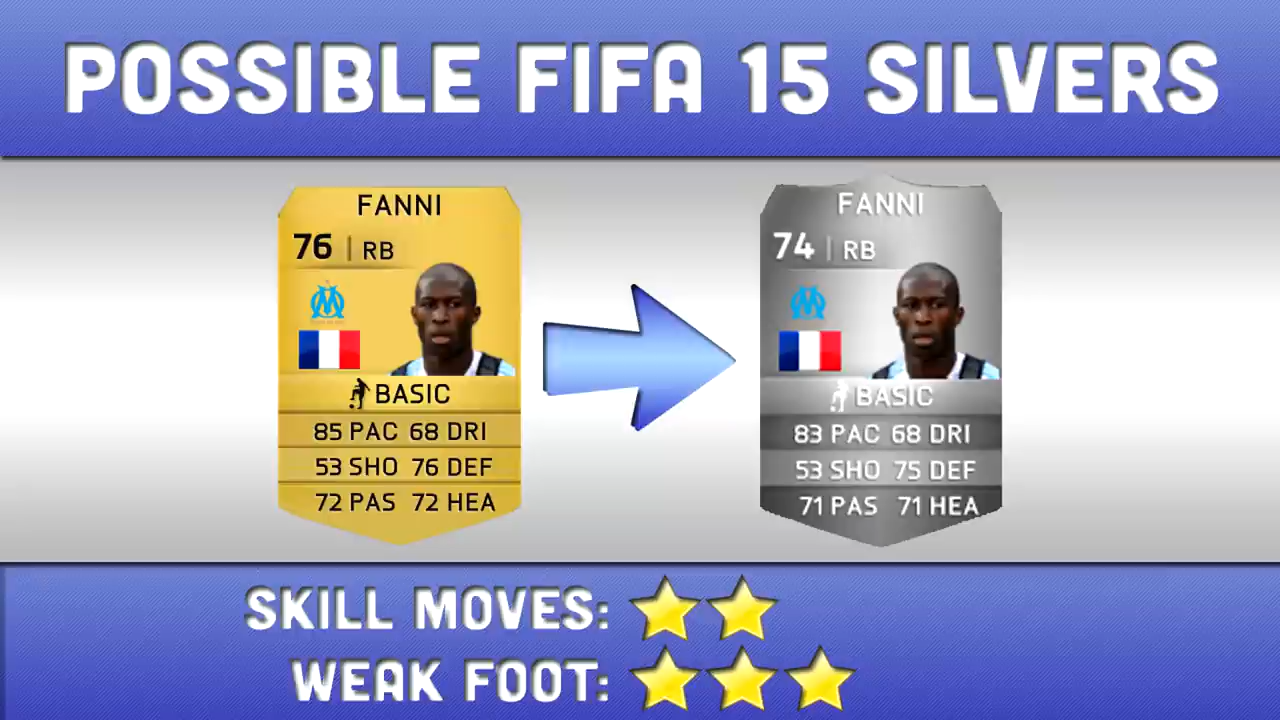 POSSIBLE FIFA 15 SILVERS
FANNI
76 | RB
BASIC
85 PAC 68 DRI
53 SHO 76 DEF
72 PAS 72 HEA
FANNI
74 | RB
BASIC
83 PAC 68 DRI
53 SHO 75 DEF
71 PAS 71 HEA
SKILL MOVES:
WEAK FOOT: